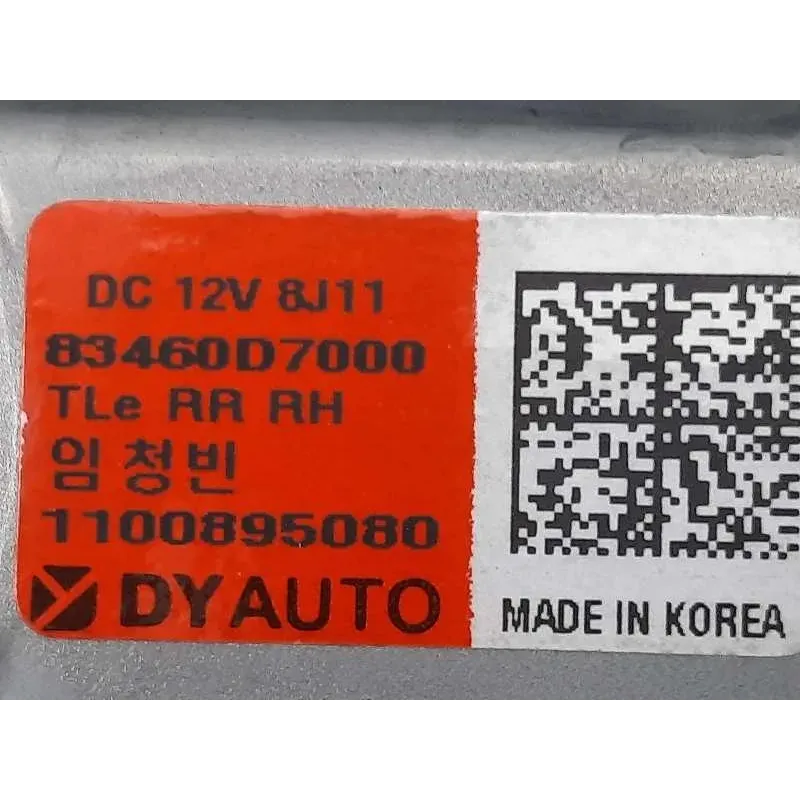 DC 12V 8J11
83460D7000
TLe RR RH
임청빈
1100895080
DYAUTO
MADE IN KOREA